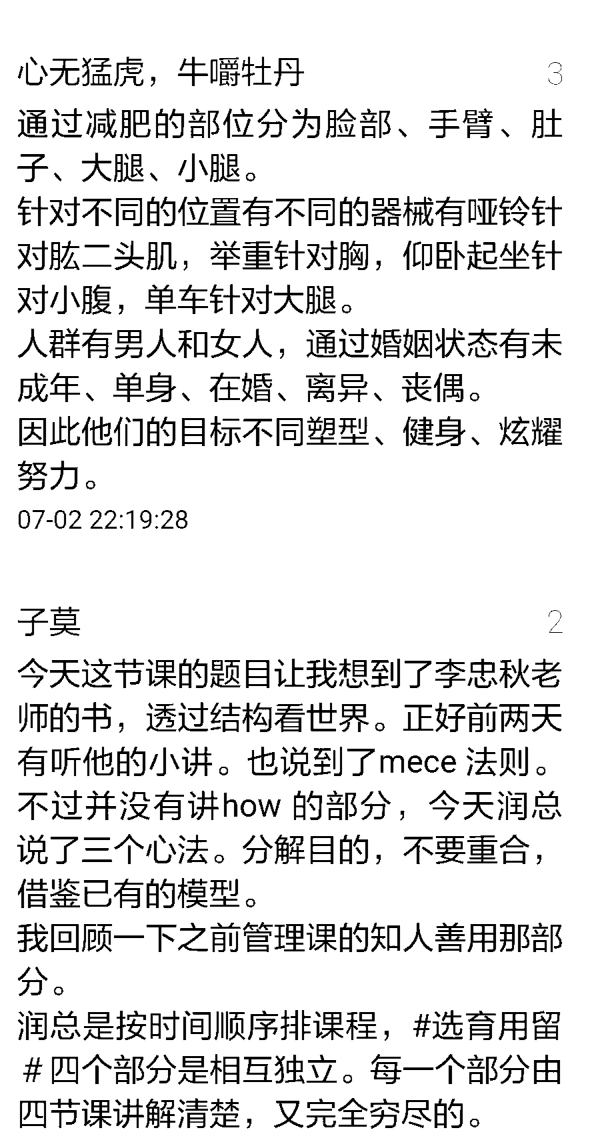 心无猛虎，牛嚼牡丹 3
通过减肥的部位分为脸部、手臂、肚
子、大腿、小腿。
针对不同的位置有不同的器械有哑铃针
对肱二头肌，举重针对胸，仰卧起坐针
对小腹，单车针对大腿。
人群有男人和女人，通过婚姻状态有未
成年、单身、在婚、离异、丧偶。
因此他们的目标不同塑型、健身、炫耀
努力。
07-02 22:19:28
子莫 2
今天这节课的题目让我想到了李忠秋老
师的书，透过结构看世界。正好前两天
有听他的小讲。也说到了mece 法则。
不过并没有讲how 的部分，今天润总
说了三个心法。分解目的，不要重合，
借鉴已有的模型。
我回顾一下之前管理课的知人善用那部
分。
润总是按时间顺序排课程，#选育用留
# 四个部分是相互独立。每一个部分由
四节课讲解清楚，又完全穷尽的。